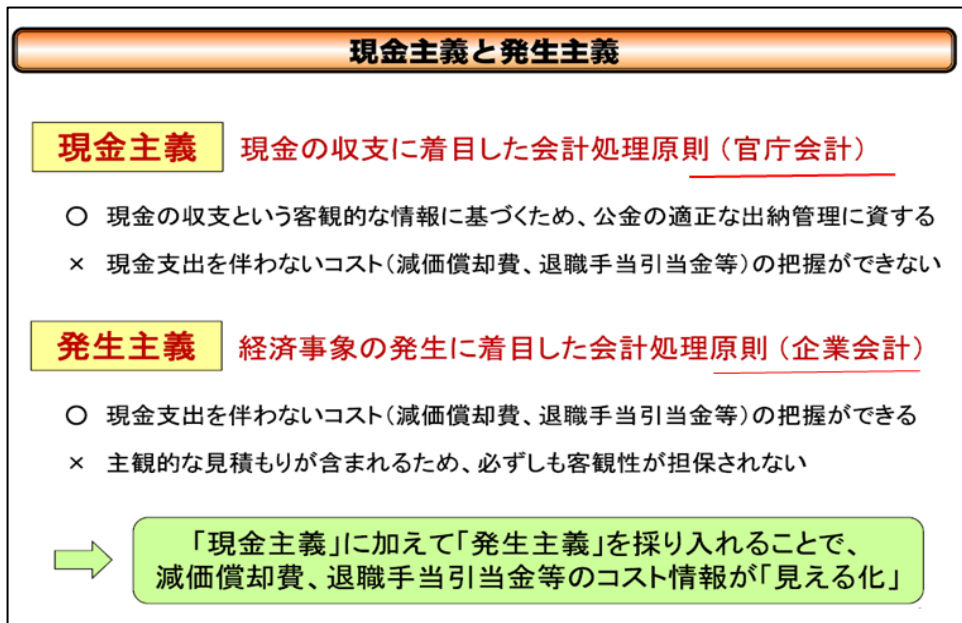 現金主義と発生主義
現金主義 現金の収支に着目した会計処理原則（官庁会計）
○ 現金の収支という客観的な情報に基づくため、公金の適正な出納管理に資する
× 現金支出を伴わないコスト（減価償却費、退職手当引当金等）の把握ができない
発生主義 経済事象の発生に着目した会計処理原則（企業会計）
○ 現金支出を伴わないコスト（減価償却費、退職手当引当金等）の把握ができる
× 主観的な見積もりが含まれるため、必ずしも客観性が担保されない
「現金主義」に加えて「発生主義」を採り入れることで、
減価償却費、退職手当引当金等のコスト情報が「見える化」